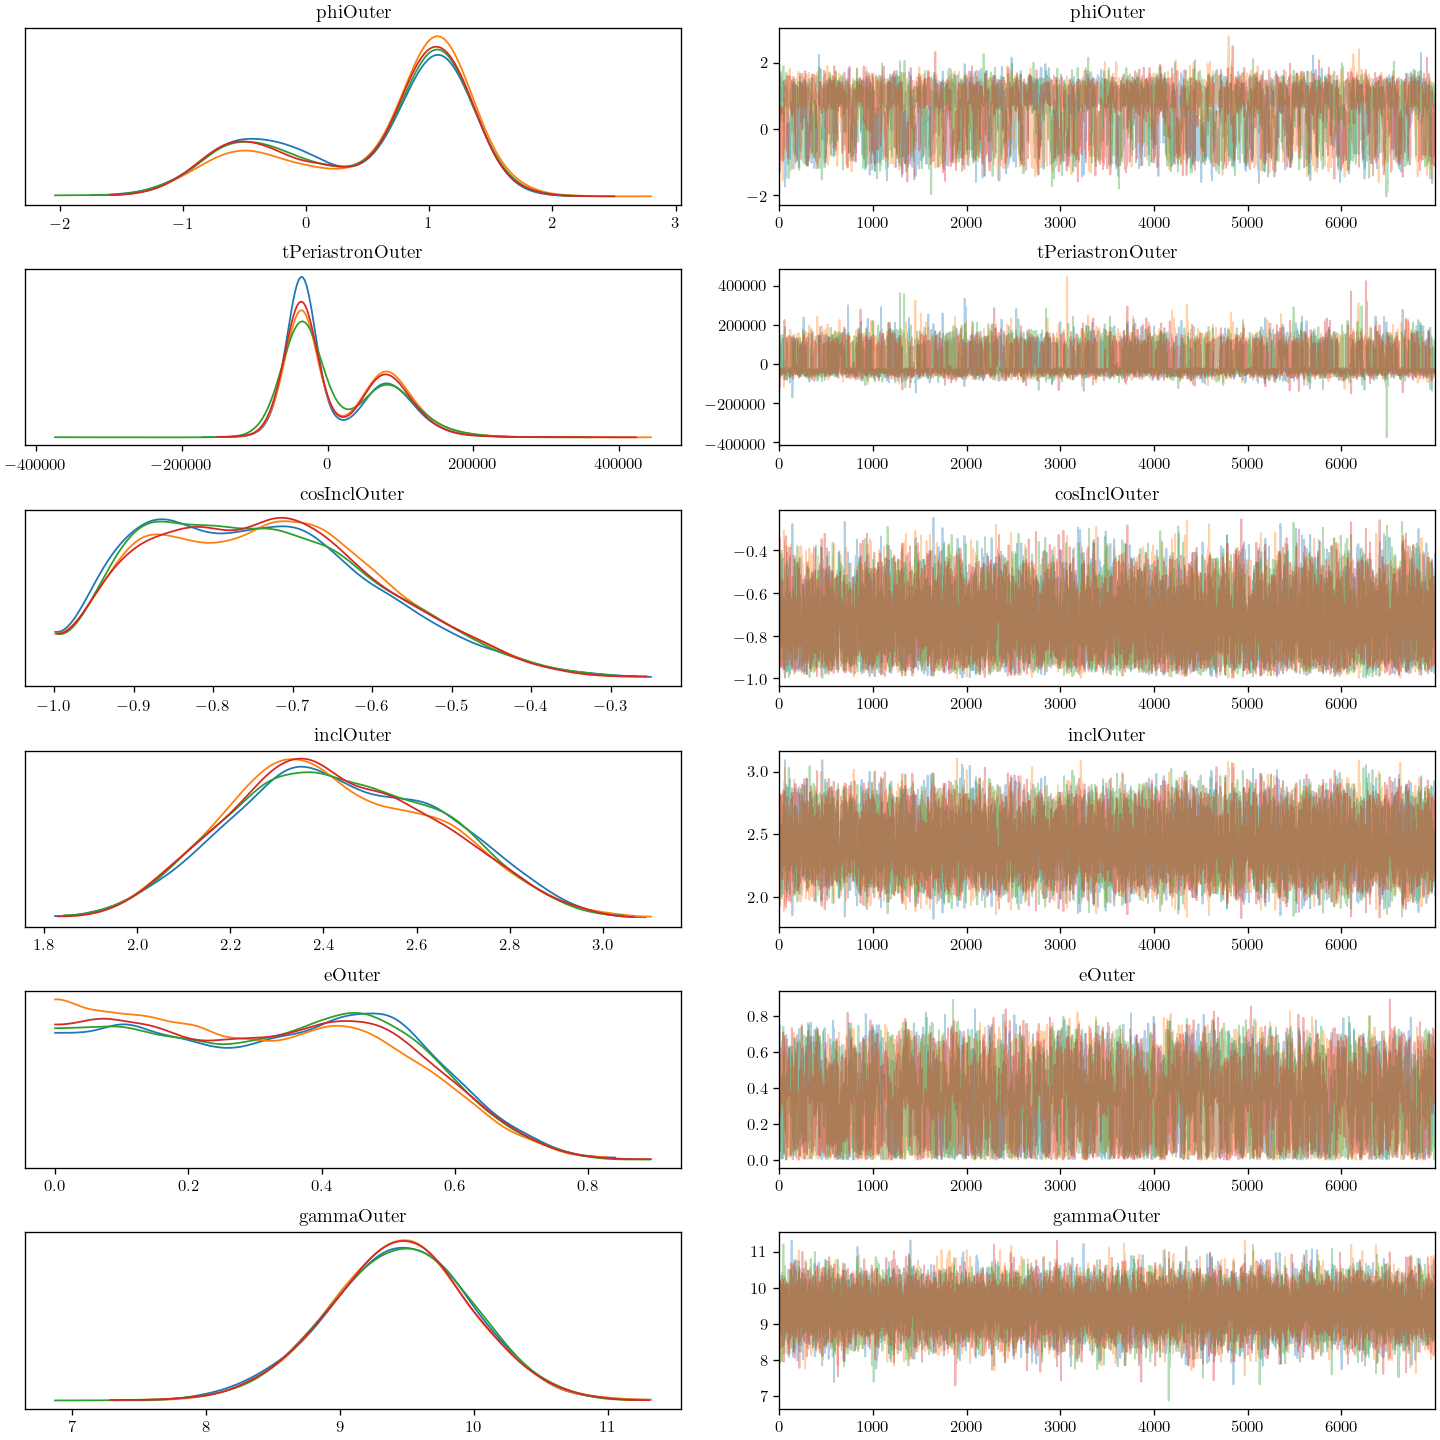 phiOuter phiOuter
2
0
−2
−2 −1 0 1 2 3 0 1000 2000 3000 4000 5000 6000
tPeriastronOuter tPeriastronOuter
400000
200000
0
−200000
−400000
−400000 −200000 0 200000 400000 0 1000 2000 3000 4000 5000 6000
cosInclOuter cosInclOuter
−0.4
−0.6
−0.8
−1.0
−1.0 −0.9 −0.8 −0.7 −0.6 −0.5 −0.4 −0.3 0 1000 2000 3000 4000 5000 6000
inclOuter inclOuter
3.0
2.5
2.0
1.8 2.0 2.2 2.4 2.6 2.8 3.0 0 1000 2000 3000 4000 5000 6000
eOuter eOuter
0.8
0.6
0.4
0.2
0.0
0.0 0.2 0.4 0.6 0.8 0 1000 2000 3000 4000 5000 6000
gammaOuter gammaOuter
11
10
9
8
7
7 8 9 10 11 0 1000 2000 3000 4000 5000 6000